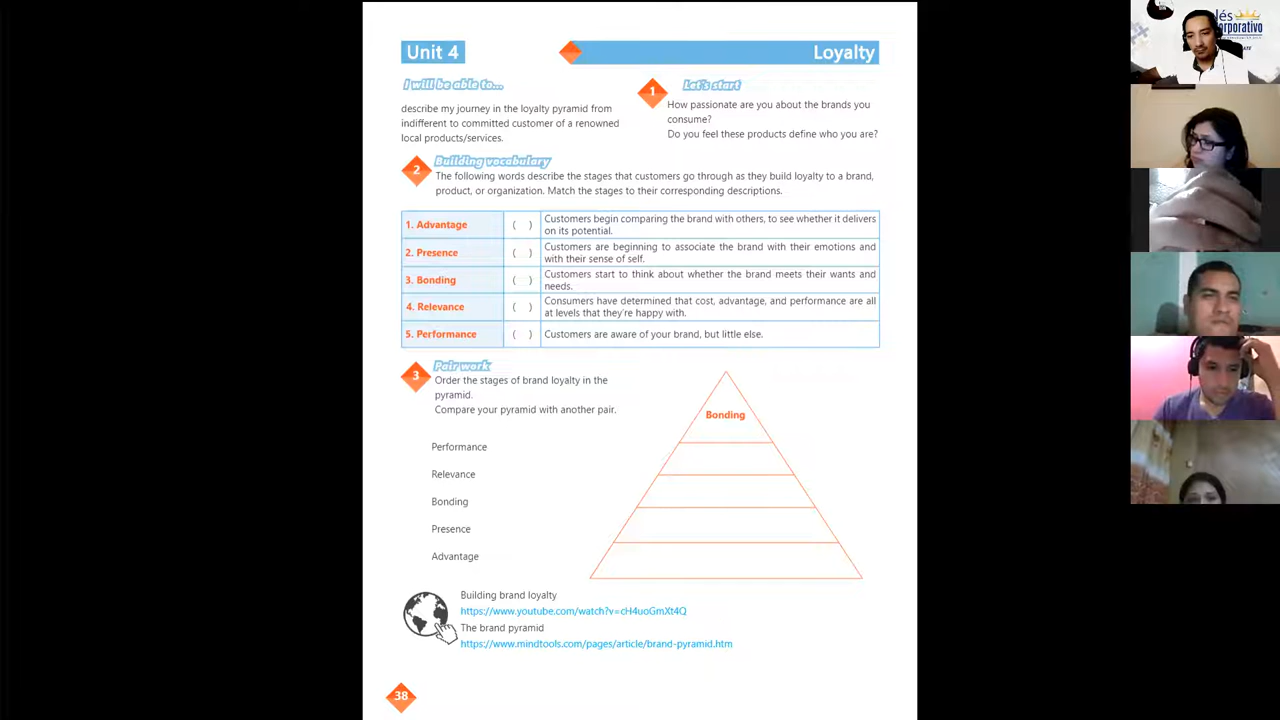 Unit 4
Loyalty
I will be able to...
describe my journey in the loyalty pyramid from
indifferent to committed customer of a renowned
local products/services.
1
Let's start
How passionate are you about the brands you
consume?
Do you feel these products define who you are?
2
Building vocabulary
The following words describe the stages that customers go through as they build loyalty to a brand,
product, or organization. Match the stages to their corresponding descriptions.
1. Advantage ( ) Customers begin comparing the brand with others, to see whether it delivers
on its potential.
2. Presence ( ) Customers are beginning to associate the brand with their emotions and
with their sense of self.
3. Bonding ( ) Customers start to think about whether the brand meets their wants and
needs.
4. Relevance ( ) Consumers have determined that cost, advantage, and performance are all
at levels that they're happy with.
5. Performance ( ) Customers are aware of your brand, but little else.
3
Pair work
Order the stages of brand loyalty in the
pyramid.
Compare your pyramid with another pair.
Performance
Relevance
Bonding
Presence
Advantage
Bonding
Building brand loyalty
https://www.youtube.com/watch?v=cH4uoGmXt4Q
The brand pyramid
https://www.mindtools.com/pages/article/brand-pyramid.htm
38